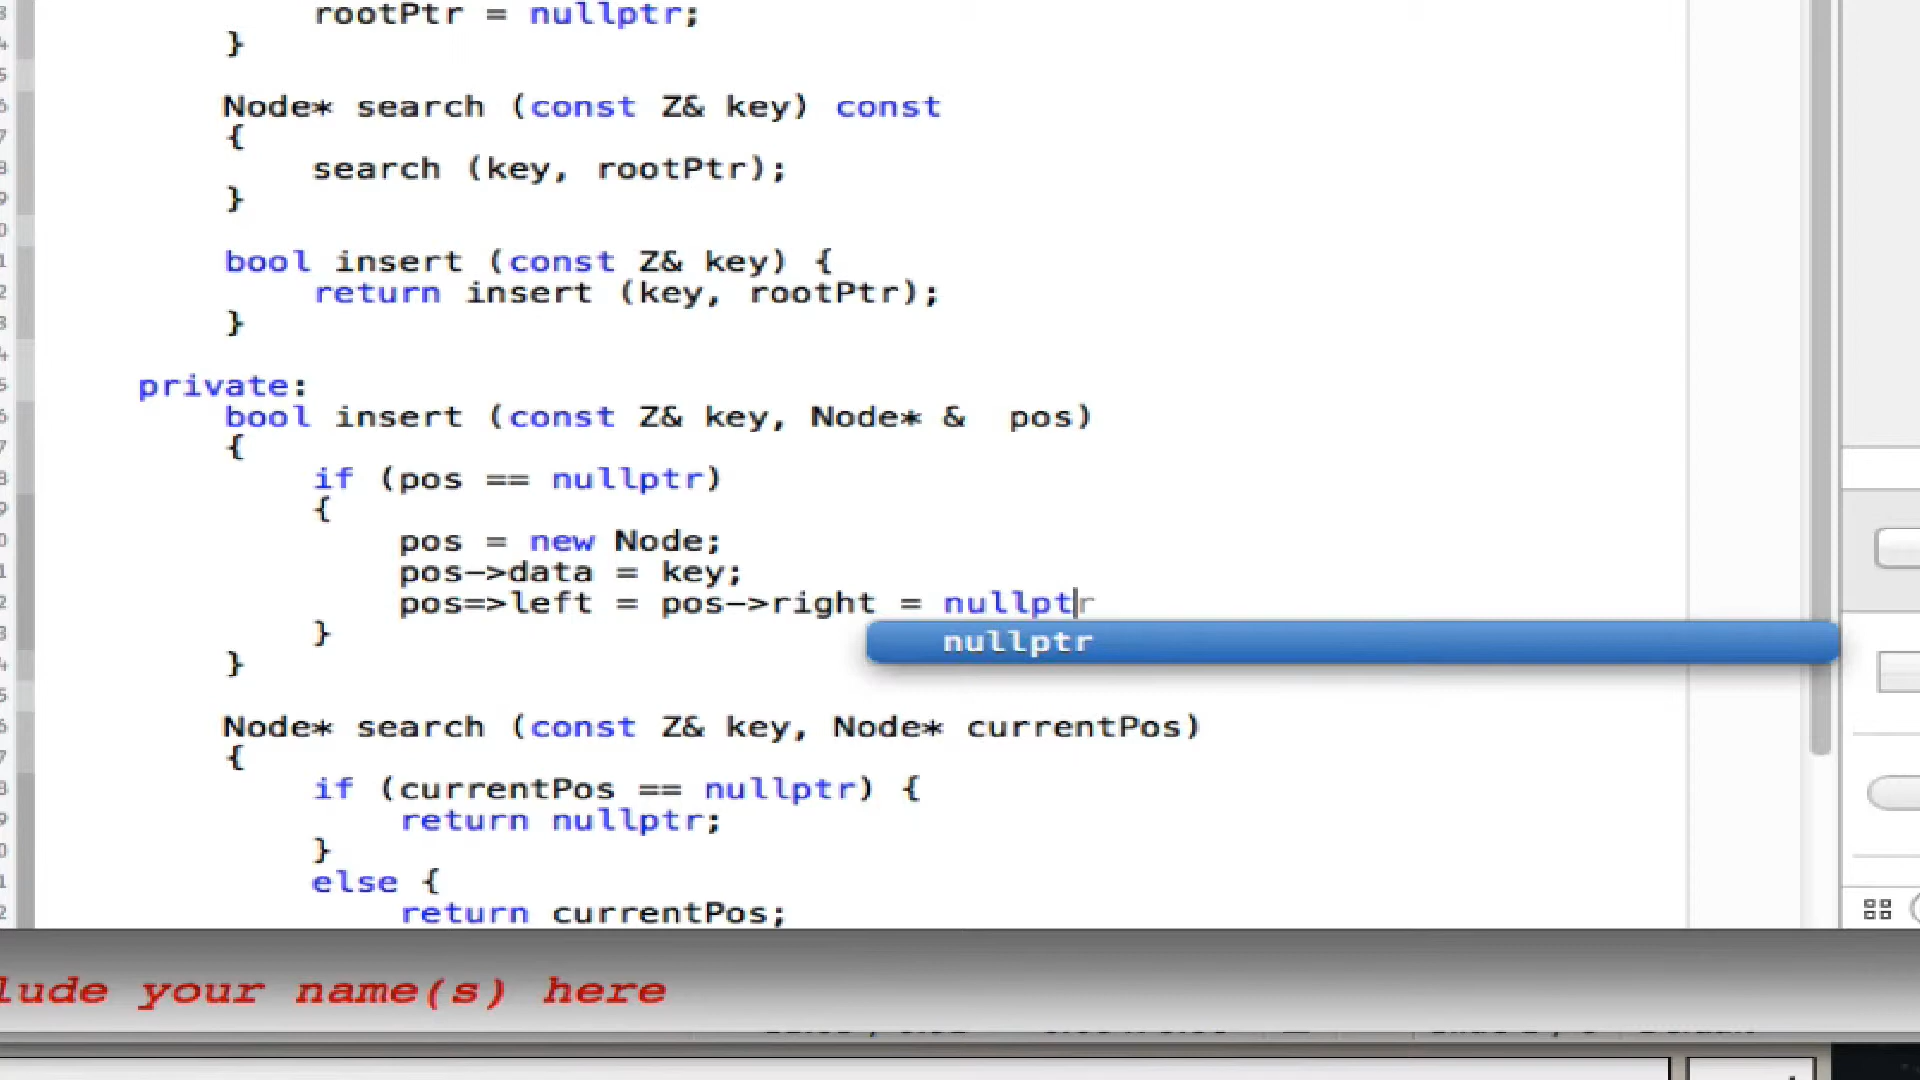 rootPtr = nullptr;
}
Node* search (const Z& key) const
{
search (key, rootPtr);
}
bool insert (const Z& key) {
return insert (key, rootPtr);
}
private:
bool insert (const Z& key, Node* & pos)
{
if (pos == nullptr)
{
pos = new Node;
pos->data = key;
pos=>left = pos->right = nullptr
nullptr
}
}
Node* search (const Z& key, Node* currentPos)
{
if (currentPos == nullptr) {
return nullptr;
}
else {
return currentPos;
lude your name(s) here